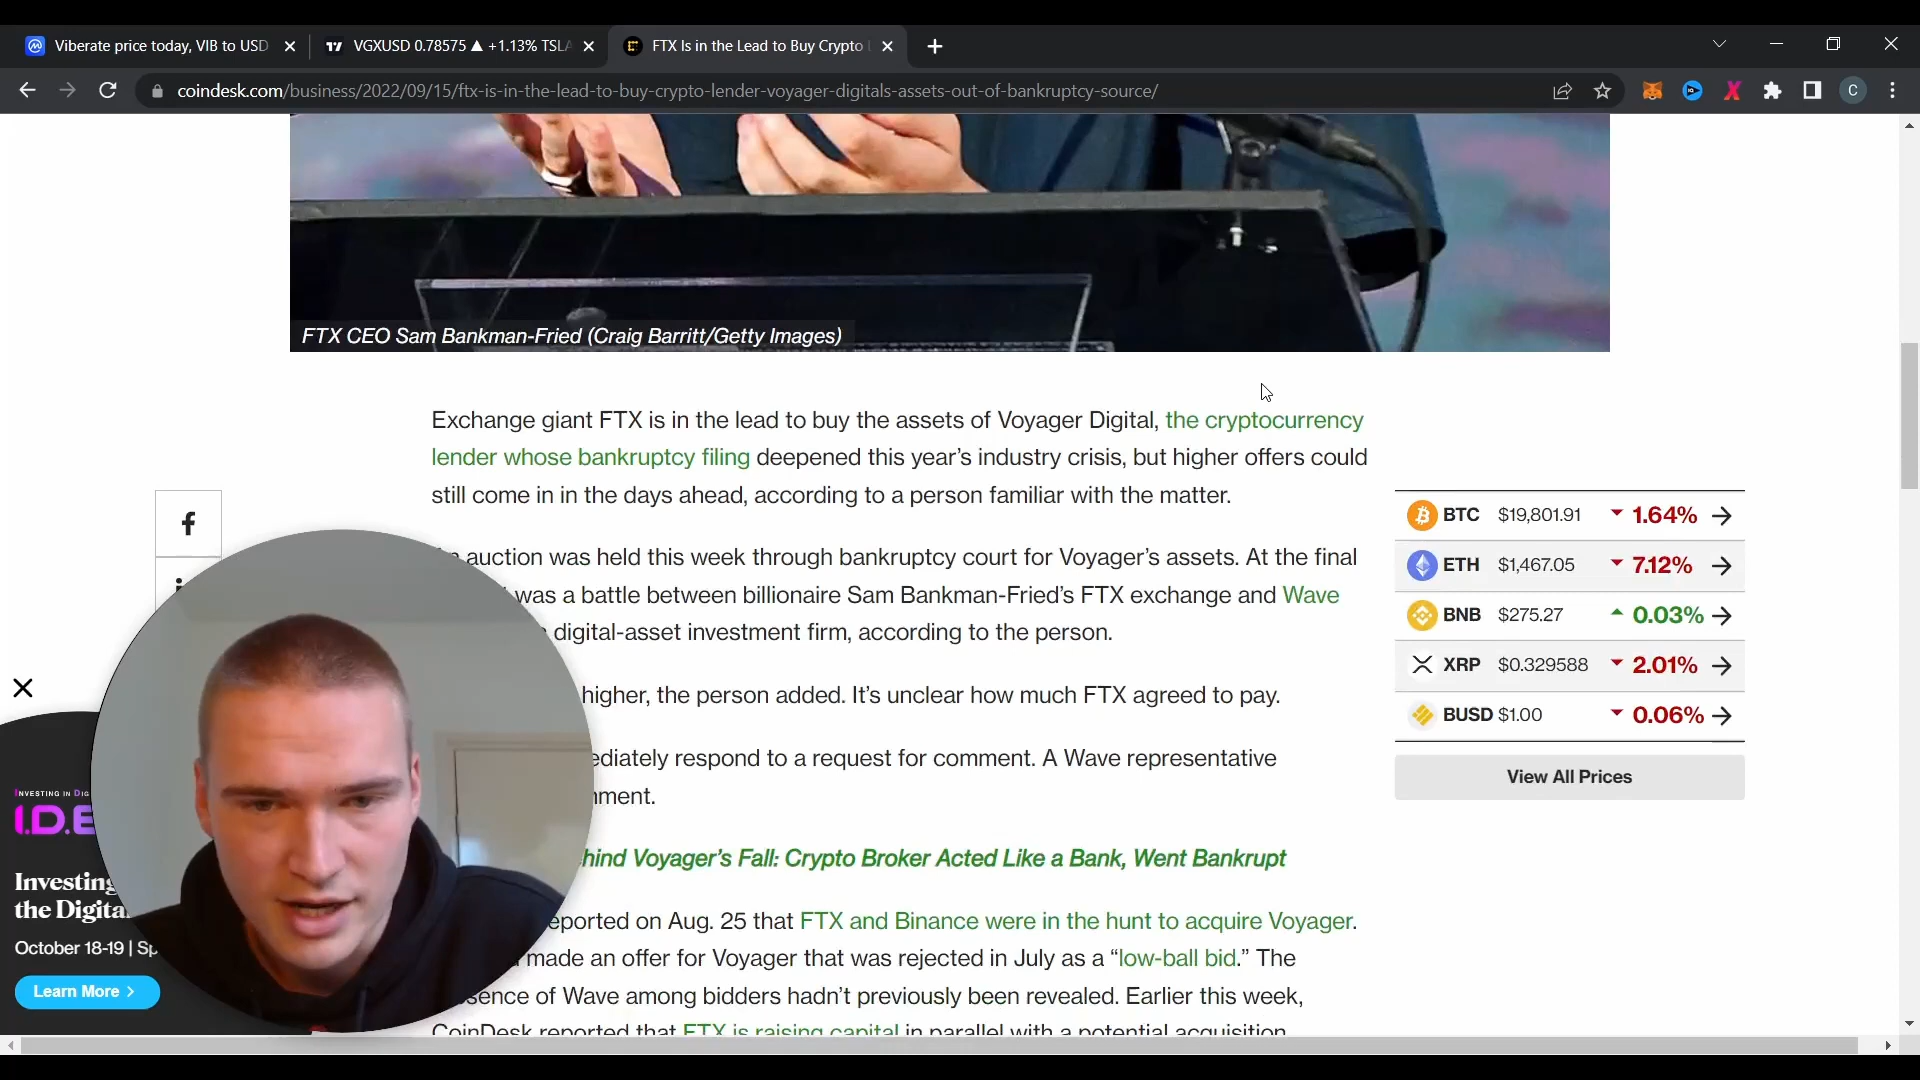 Viberate price today, VIB to USD
VGXUSD 0.78575 ▲ +1.13% TSLA
FTX Is in the Lead to Buy Crypto
coindesk.com/business/2022/09/15/ftx-is-in-the-lead-to-buy-crypto-lender-voyager-digitals-assets-out-of-bankruptcy-source/
C
FTX CEO Sam Bankman-Fried (Craig Barritt/Getty Images)
Exchange giant FTX is in the lead to buy the assets of Voyager Digital, the cryptocurrency
lender whose bankruptcy filing deepened this year’s industry crisis, but higher offers could
still come in in the days ahead, according to a person familiar with the matter.
auction was held this week through bankruptcy court for Voyager’s assets. At the final
was a battle between billionaire Sam Bankman-Fried’s FTX exchange and Wave
digital-asset investment firm, according to the person.
higher, the person added. It’s unclear how much FTX agreed to pay.
respond to a request for comment. A Wave representative
Voyager’s Fall: Crypto Broker Acted Like a Bank, Went Bankrupt
on Aug. 25 that FTX and Binance were in the hunt to acquire Voyager.
made an offer for Voyager that was rejected in July as a “low-ball bid.” The
of Wave among bidders hadn’t previously been revealed. Earlier this week,
CoinDesk reported that FTX is raising capital in parallel with a potential acquisition
BTC $19,801.91 1.64%
ETH $1,467.05 7.12%
BNB $275.27 0.03%
XRP $0.329588 2.01%
BUSD $1.00 0.06%
View All Prices
Investing
the
October 18-19 |
Learn More >